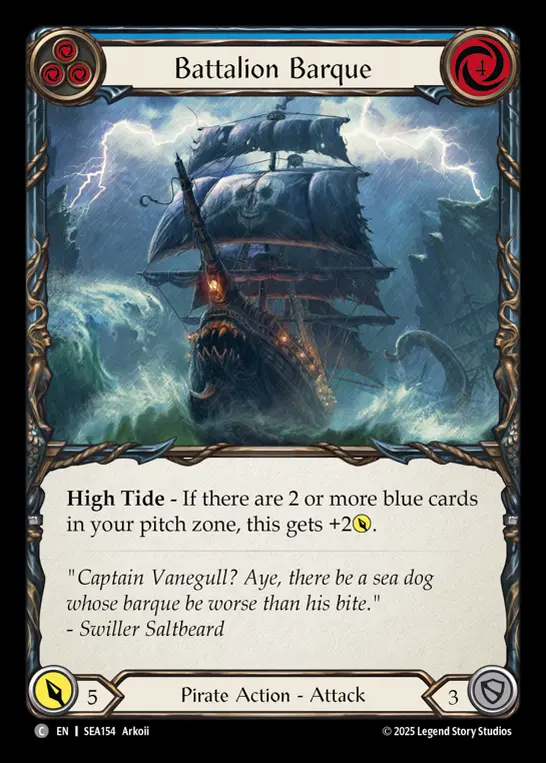 Battalion Barque
4
High Tide - If there are 2 or more blue cards
in your pitch zone, this gets +2.
"Captain Vanegull? Aye, there be a sea dog
whose barque be worse than his bite."
- Swiller Saltbeard
5
Pirate Action - Attack
3
C EN | SEA154 Arkoii
© 2025 Legend Story Studios